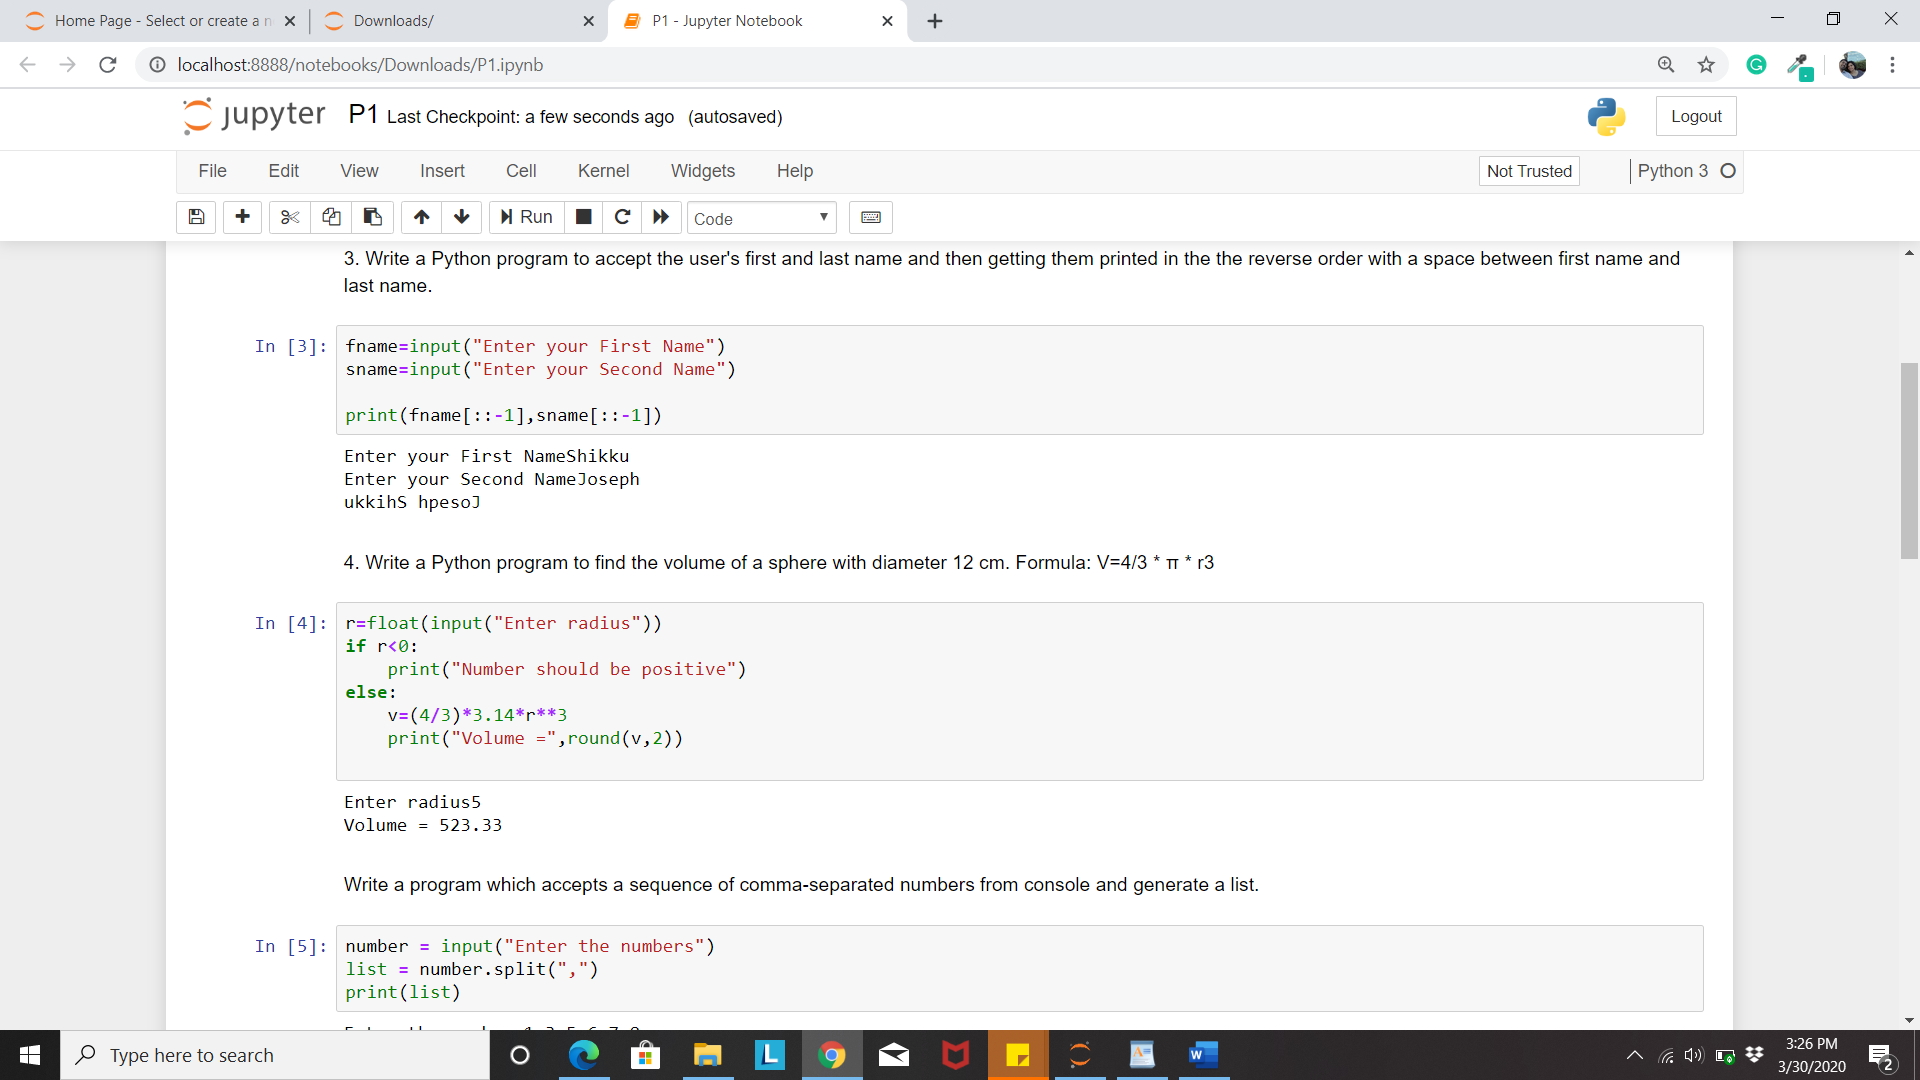 Home Page - Select or create a n
Downloads/
P1 - Jupyter Notebook
localhost:8888/notebooks/Downloads/P1.ipynb
jupyter P1 Last Checkpoint: a few seconds ago (autosaved)
Logout
File Edit View Insert Cell Kernel Widgets Help
Not Trusted
Python 3
Run
Code
3. Write a Python program to accept the user's first and last name and then getting them printed in the the reverse order with a space between first name and
last name.
In [3]:
fname=input("Enter your First Name")
sname=input("Enter your Second Name")
print(fname[::-1],sname[::-1])
Enter your First NameShikku
Enter your Second NameJoseph
ukkihS hpesoJ
4. Write a Python program to find the volume of a sphere with diameter 12 cm. Formula: V=4/3 * π * r3
In [4]:
r=float(input("Enter radius"))
if r<0:
    print("Number should be positive")
else:
    v=(4/3)*3.14*r**3
    print("Volume =",round(v,2))
Enter radius5
Volume = 523.33
Write a program which accepts a sequence of comma-separated numbers from console and generate a list.
In [5]:
number = input("Enter the numbers")
list = number.split(",")
print(list)
Type here to search
3:26 PM
3/30/2020
2